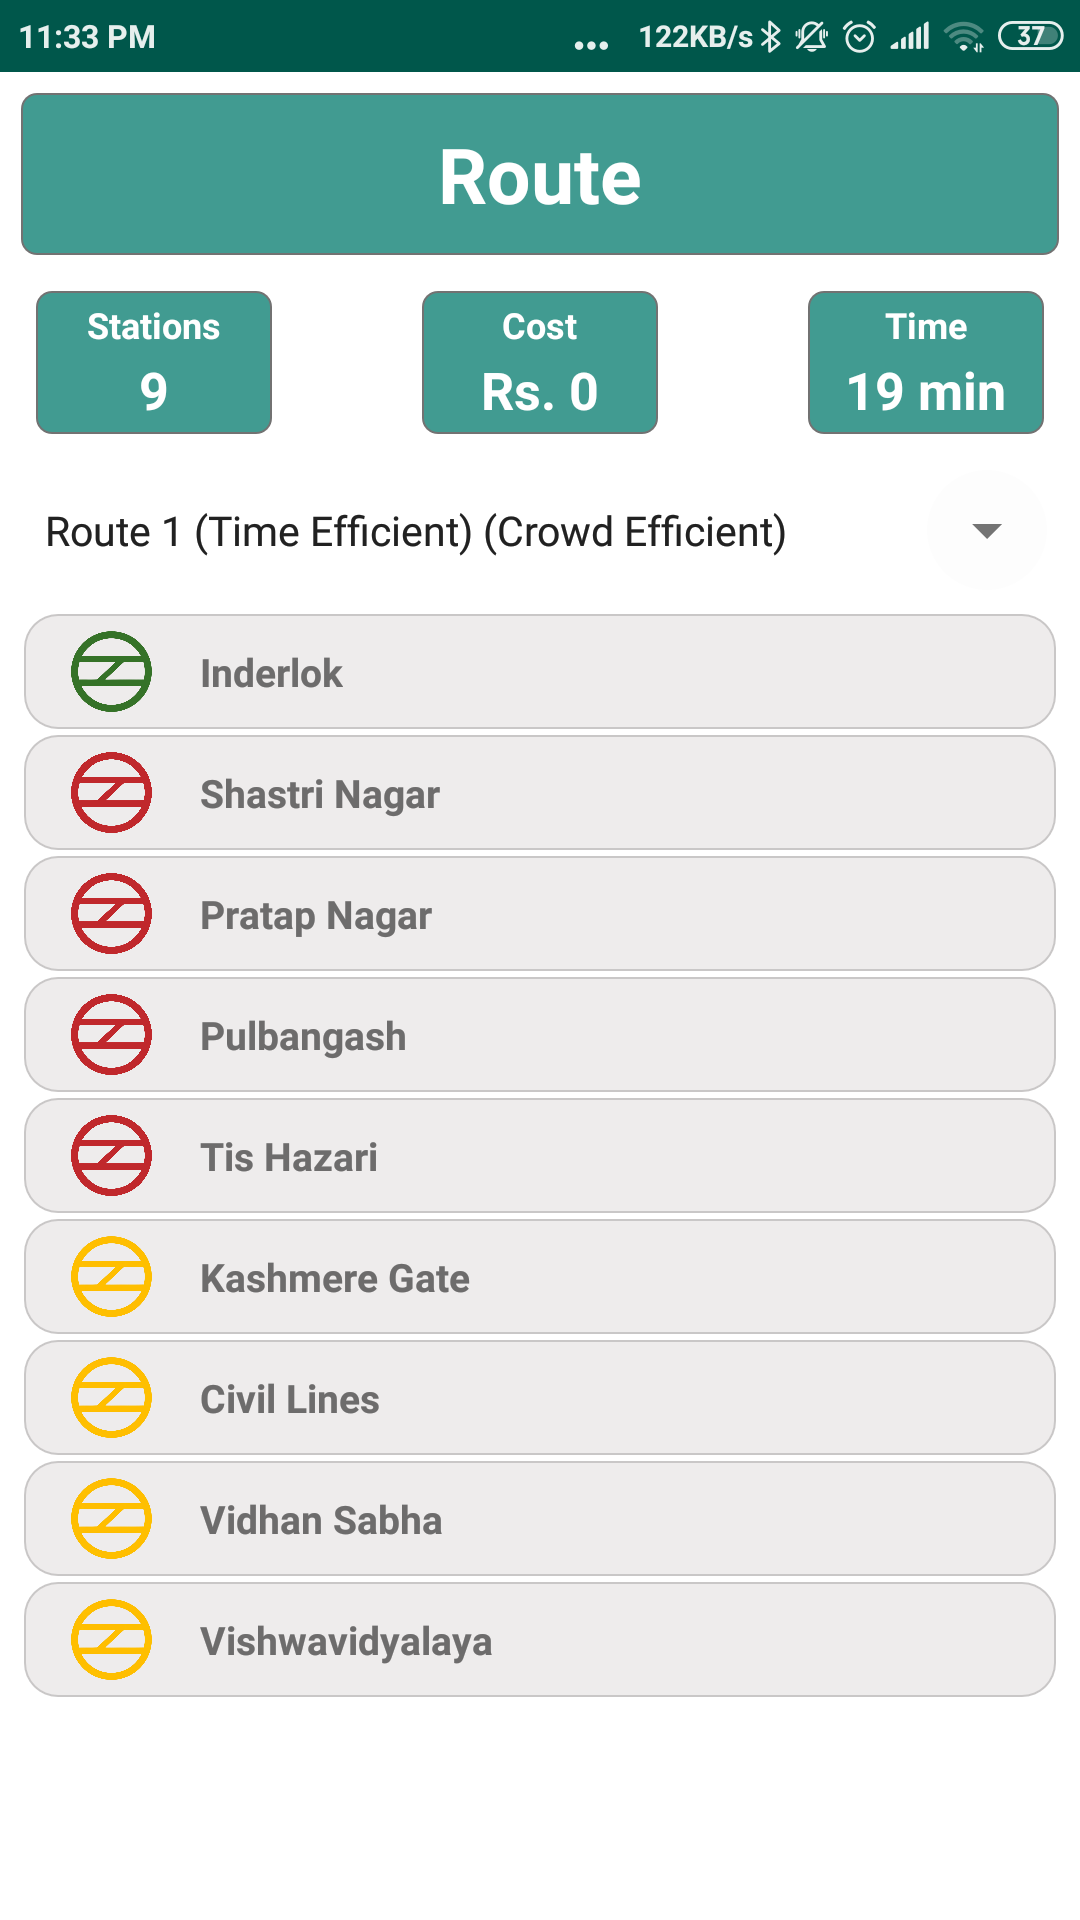 11:33 PM ... 122KB/s 37
Route
Stations Cost Time
9 Rs. 0 19 min
Route 1 (Time Efficient) (Crowd Efficient)
Inderlok
Shastri Nagar
Pratap Nagar
Pulbangash
Tis Hazari
Kashmere Gate
Civil Lines
Vidhan Sabha
Vishwavidyalaya